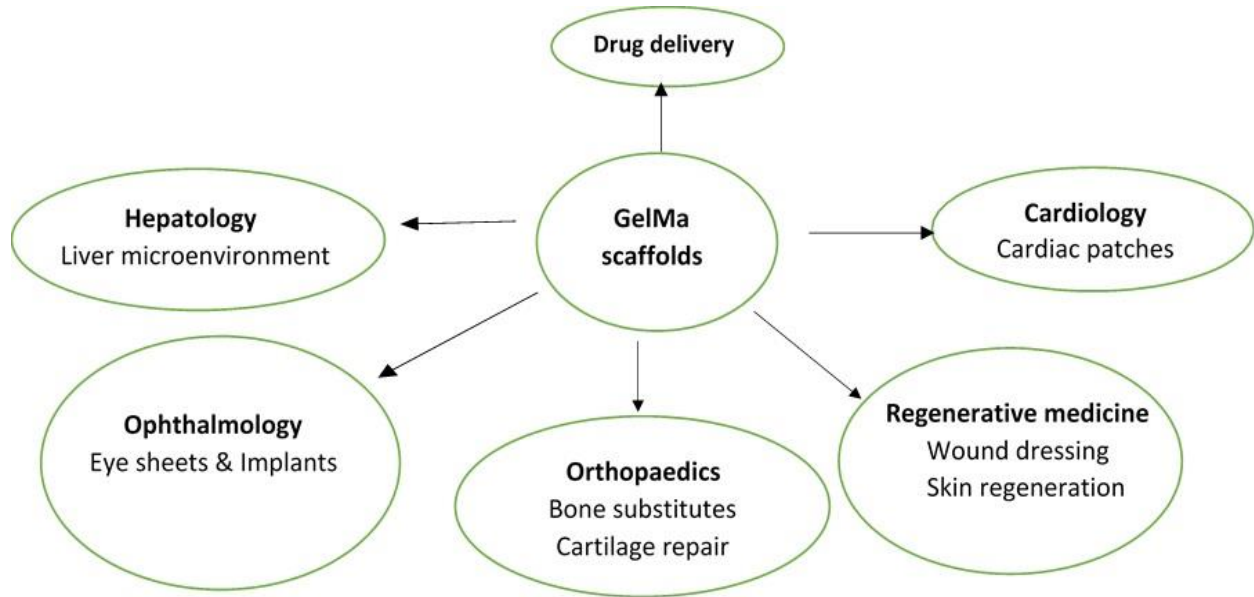 Drug delivery
Hepatology
Liver microenvironment
GelMa
scaffolds
Cardiology
Cardiac patches
Ophthalmology
Eye sheets & Implants
Orthopaedics
Bone substitutes
Cartilage repair
Regenerative medicine
Wound dressing
Skin regeneration